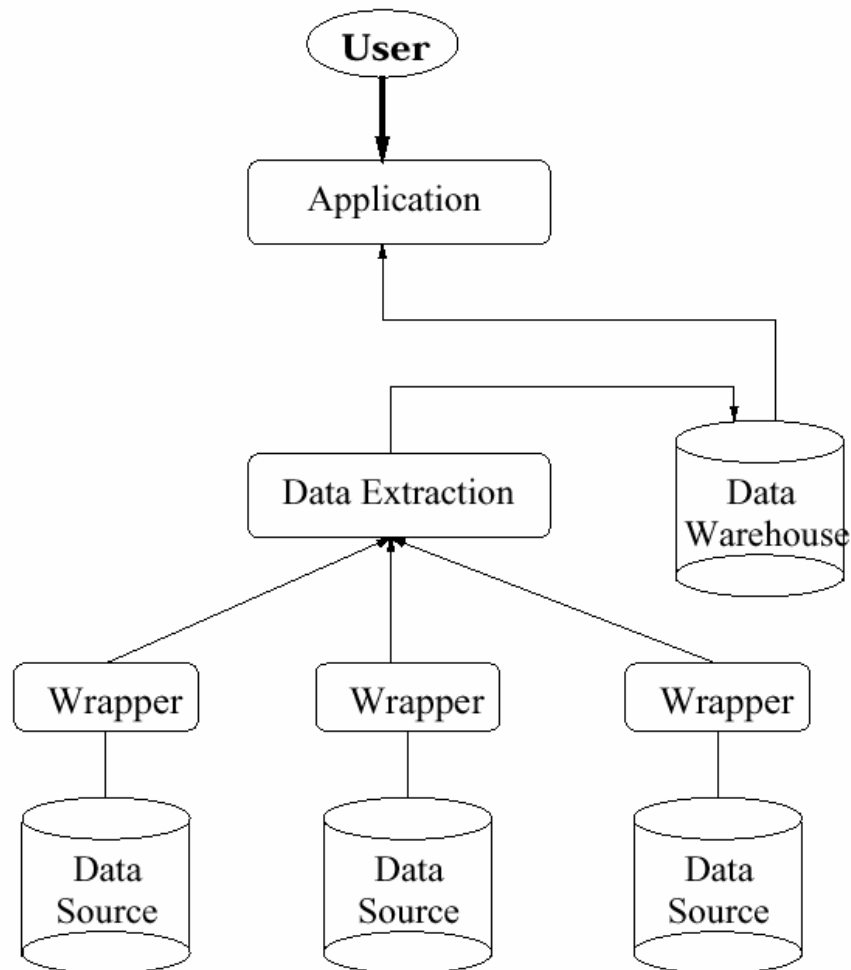 User
Application
Data Extraction
Data
Warehouse
Wrapper
Wrapper
Wrapper
Data
Source
Data
Source
Data
Source